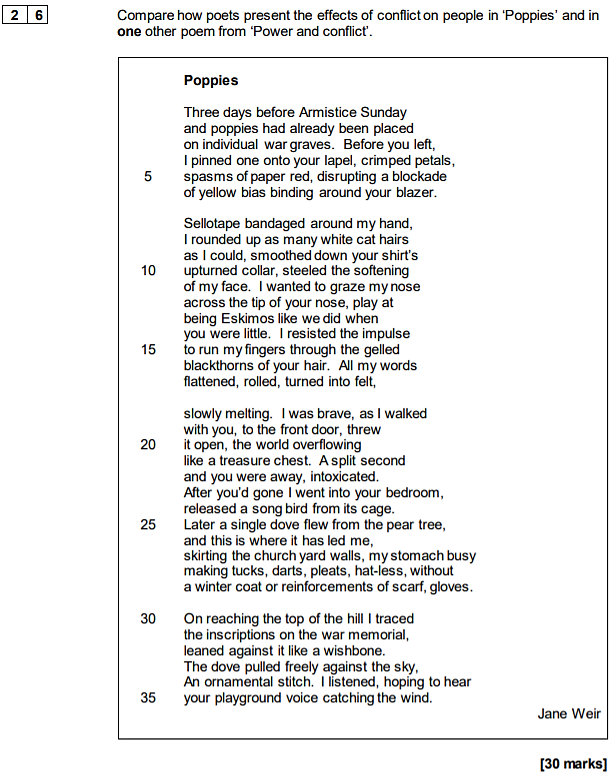 2 6
Compare how poets present the effects of conflict on people in ‘Poppies’ and in
one other poem from ‘Power and conflict’.
Poppies
Three days before Armistice Sunday
and poppies had already been placed
on individual war graves. Before you left,
I pinned one onto your lapel, crimped petals,
5 spasms of paper red, disrupting a blockade
of yellow bias binding around your blazer.
Sellotape bandaged around my hand,
I rounded up as many white cat hairs
as I could, smoothed down your shirt’s
10 upturned collar, steeled the softening
of my face. I wanted to graze my nose
across the tip of your nose, play at
being Eskimos like we did when
you were little. I resisted the impulse
15 to run my fingers through the gelled
blackthorns of your hair. All my words
flattened, rolled, turned into felt,
slowly melting. I was brave, as I walked
with you, to the front door, threw
20 it open, the world overflowing
like a treasure chest. A split second
and you were away, intoxicated.
After you’d gone I went into your bedroom,
released a song bird from its cage.
25 Later a single dove flew from the pear tree,
and this is where it has led me,
skirting the church yard walls, my stomach busy
making tucks, darts, pleats, hat-less, without
a winter coat or reinforcements of scarf, gloves.
30 On reaching the top of the hill I traced
the inscriptions on the war memorial,
leaned against it like a wishbone.
The dove pulled freely against the sky,
An ornamental stitch. I listened, hoping to hear
35 your playground voice catching the wind.
Jane Weir
[30 marks]